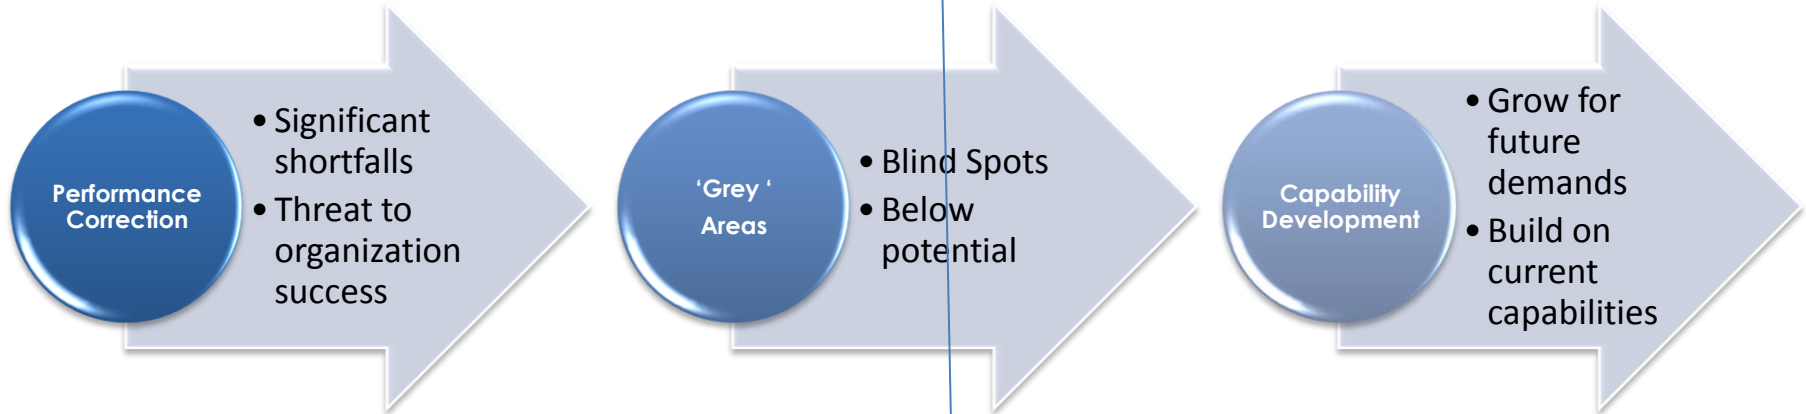 Performance
Correction
• Significant
shortfalls
• Threat to
organization
success
‘Grey ‘
Areas
• Blind Spots
• Below
potential
Capability
Development
• Grow for
future
demands
• Build on
current
capabilities